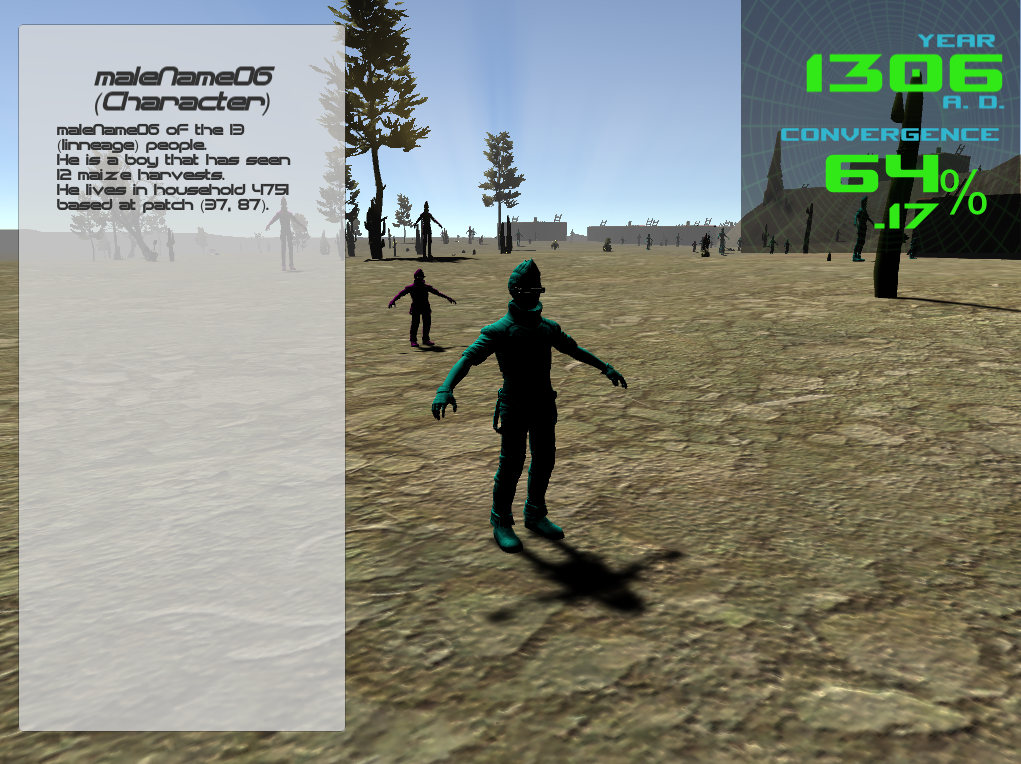 maleName06
(Character)
maleName06 of the 13
(linneage) people.
He is a boy that has seen
12 maize harvests.
He lives in household 4751
based at patch (37, 87).
YEAR
1306
A. D.
CONVERGENCE
64%
.17